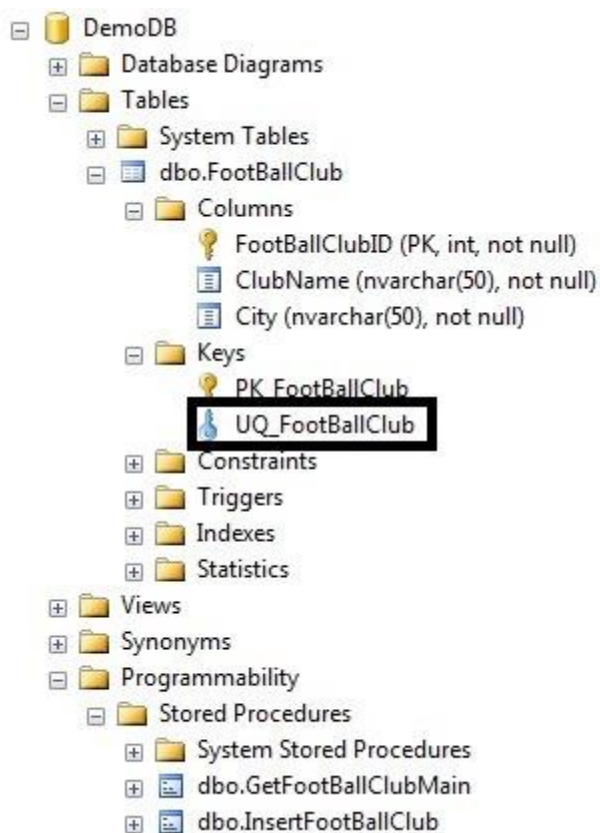 DemoDB
Database Diagrams
Tables
System Tables
dbo.FootBallClub
Columns
FootBallClubID (PK, int, not null)
ClubName (nvarchar(50), not null)
City (nvarchar(50), not null)
Keys
PK_FootBallClub
UQ_FootBallClub
Constraints
Triggers
Indexes
Statistics
Views
Synonyms
Programmability
Stored Procedures
System Stored Procedures
dbo.GetFootBallClubMain
dbo.InsertFootBallClub